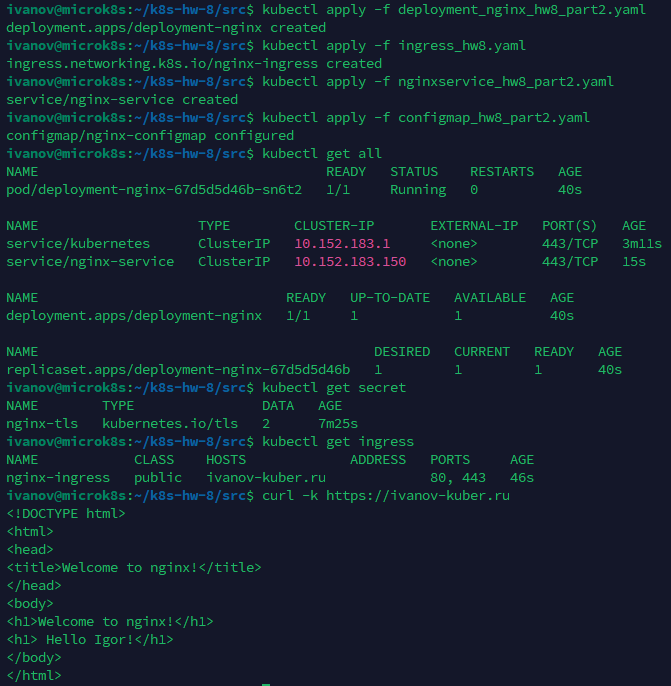 ivanov@microk8s:~/k8s-hw-8/src$ kubectl apply -f deployment_nginx_hw8_part2.yaml
deployment.apps/deployment-nginx created
ivanov@microk8s:~/k8s-hw-8/src$ kubectl apply -f ingress_hw8.yaml
ingress.networking.k8s.io/nginx-ingress created
ivanov@microk8s:~/k8s-hw-8/src$ kubectl apply -f nginxservice_hw8_part2.yaml
service/nginx-service created
ivanov@microk8s:~/k8s-hw-8/src$ kubectl apply -f configmap_hw8_part2.yaml
configmap/nginx-configmap configured
ivanov@microk8s:~/k8s-hw-8/src$ kubectl get all
NAME                                    READY   STATUS    RESTARTS   AGE
pod/deployment-nginx-67d5d5d46b-sn6t2   1/1     Running   0          40s

NAME                    TYPE        CLUSTER-IP       EXTERNAL-IP   PORT(S)   AGE
service/kubernetes      ClusterIP   10.152.183.1     <none>        443/TCP   3m11s
service/nginx-service   ClusterIP   10.152.183.150   <none>        443/TCP   15s

NAME                               READY   UP-TO-DATE   AVAILABLE   AGE
deployment.apps/deployment-nginx   1/1     1            1           40s

NAME                                          DESIRED   CURRENT   READY   AGE
replicaset.apps/deployment-nginx-67d5d5d46b   1         1         1       40s
ivanov@microk8s:~/k8s-hw-8/src$ kubectl get secret
NAME        TYPE                DATA   AGE
nginx-tls   kubernetes.io/tls   2      7m25s
ivanov@microk8s:~/k8s-hw-8/src$ kubectl get ingress
NAME            CLASS    HOSTS             ADDRESS   PORTS     AGE
nginx-ingress   public   ivanov-kuber.ru             80, 443   46s
ivanov@microk8s:~/k8s-hw-8/src$ curl -k https://ivanov-kuber.ru
<!DOCTYPE html>
<html>
<head>
<title>Welcome to nginx!</title>
</head>
<body>
<h1>Welcome to nginx!</h1>
<h1> Hello Igor!</h1>
</body>
</html>